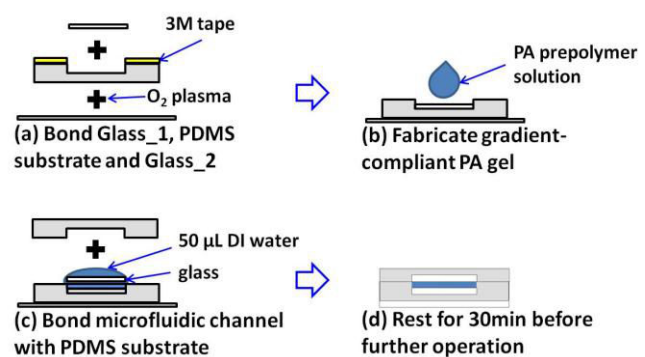 3M tape
O₂ plasma
(a) Bond Glass_1, PDMS
substrate and Glass_2
PA prepolymer
solution
(b) Fabricate gradient-
compliant PA gel
50 µL DI water
glass
(c) Bond microfluidic channel
with PDMS substrate
(d) Rest for 30min before
further operation